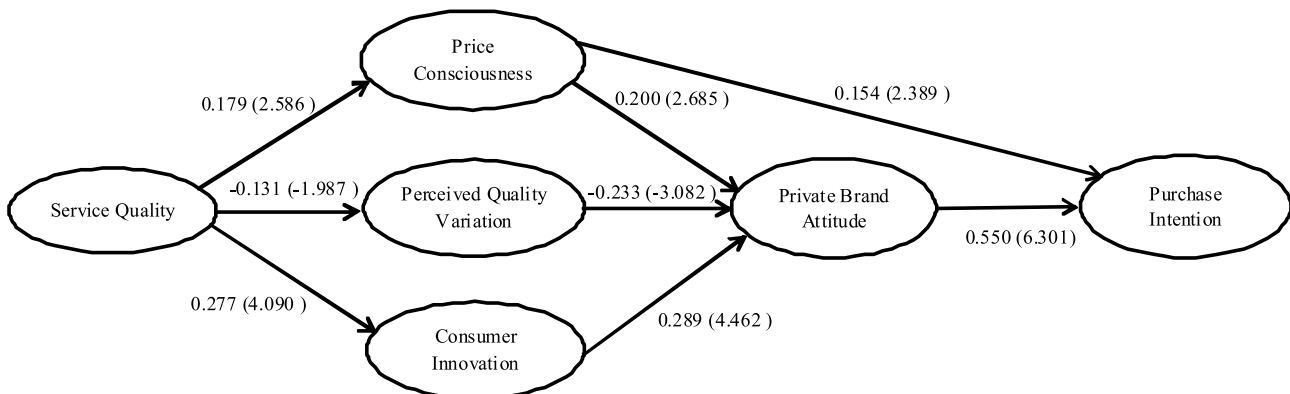 Price
Consciousness
0.179 (2.586 )
0.200 (2.685 )
0.154 (2.389 )
Service Quality
-0.131 (-1.987 )
Perceived Quality
Variation
-0.233 (-3.082 )
Private Brand
Attitude
0.550 (6.301)
Purchase
Intention
0.277 (4.090 )
Consumer
Innovation
0.289 (4.462 )